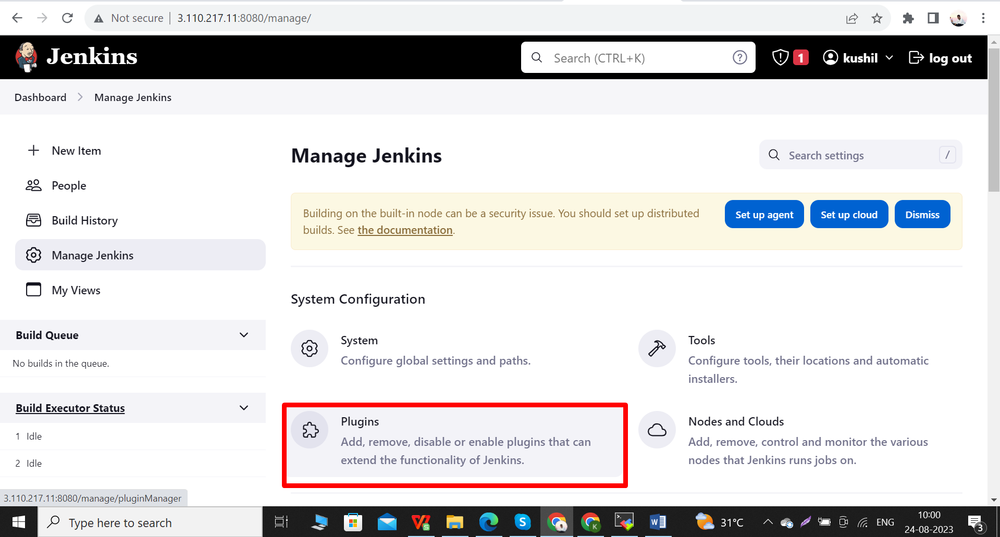 Not secure | 3.110.217.11:8080/manage/
Jenkins
Search (CTRL+K)
?
1
kushil
log out
Dashboard
Manage Jenkins
New Item
People
Build History
Manage Jenkins
My Views
Build Queue
No builds in the queue.
Build Executor Status
1 Idle
2 Idle
Manage Jenkins
Search settings
/
Building on the built-in node can be a security issue. You should set up distributed
builds. See the documentation.
Set up agent
Set up cloud
Dismiss
System Configuration
System
Configure global settings and paths.
Tools
Configure tools, their locations and automatic
installers.
Plugins
Add, remove, disable or enable plugins that can
extend the functionality of Jenkins.
Nodes and Clouds
Add, remove, control and monitor the various
nodes that Jenkins runs jobs on.
3.110.217.11:8080/manage/pluginManager
Type here to search
S
S
K
W
31°C
ENG
10:00
24-08-2023
3